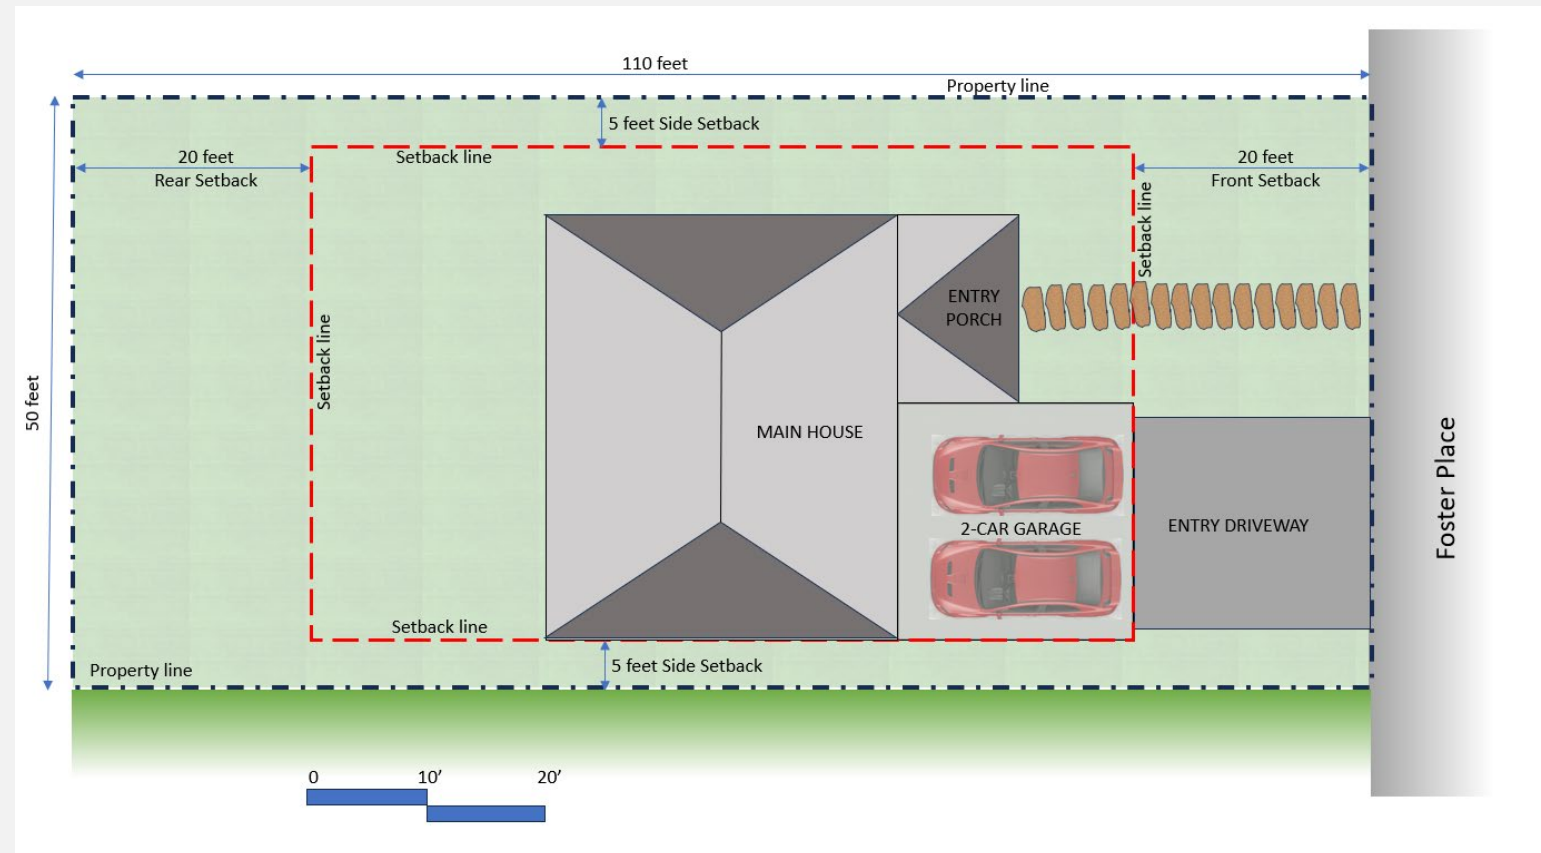 110 feet
Property line
5 feet Side Setback
20 feet
Rear Setback
Setback line
20 feet
Front Setback
Setback line
ENTRY
PORCH
Setback line
50 feet
MAIN HOUSE
2-CAR GARAGE
ENTRY DRIVEWAY
Foster Place
Setback line
5 feet Side Setback
Property line
0 10’ 20’